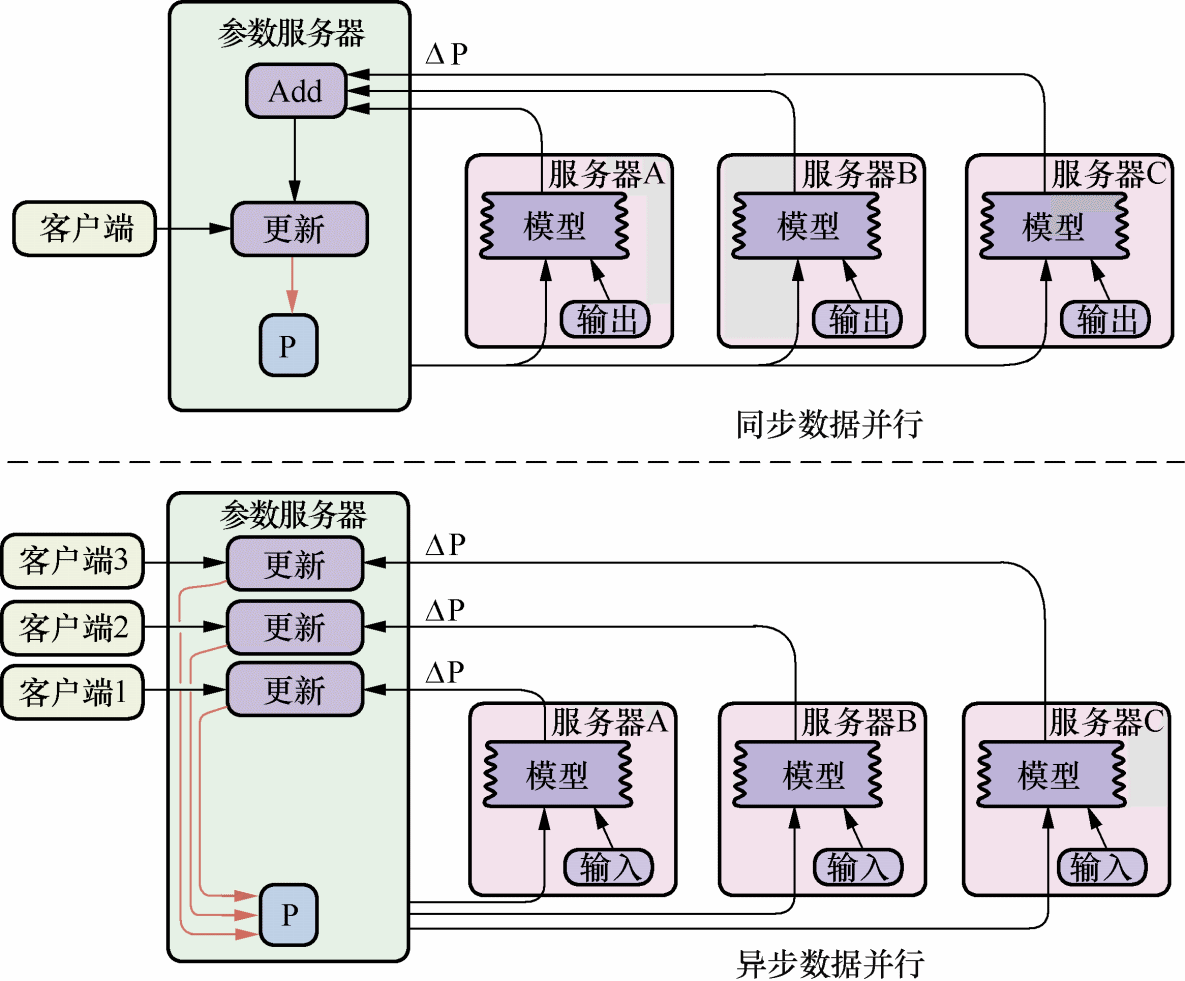 参数服务器
ΔP
Add
服务器A
服务器B
服务器C
客户端
更新
模型
模型
模型
P
输出
输出
输出
同步数据并行
参数服务器
客户端3
更新
ΔP
客户端2
更新
ΔP
客户端1
更新
ΔP
服务器A
服务器B
服务器C
模型
模型
模型
输入
输入
输入
P
异步数据并行